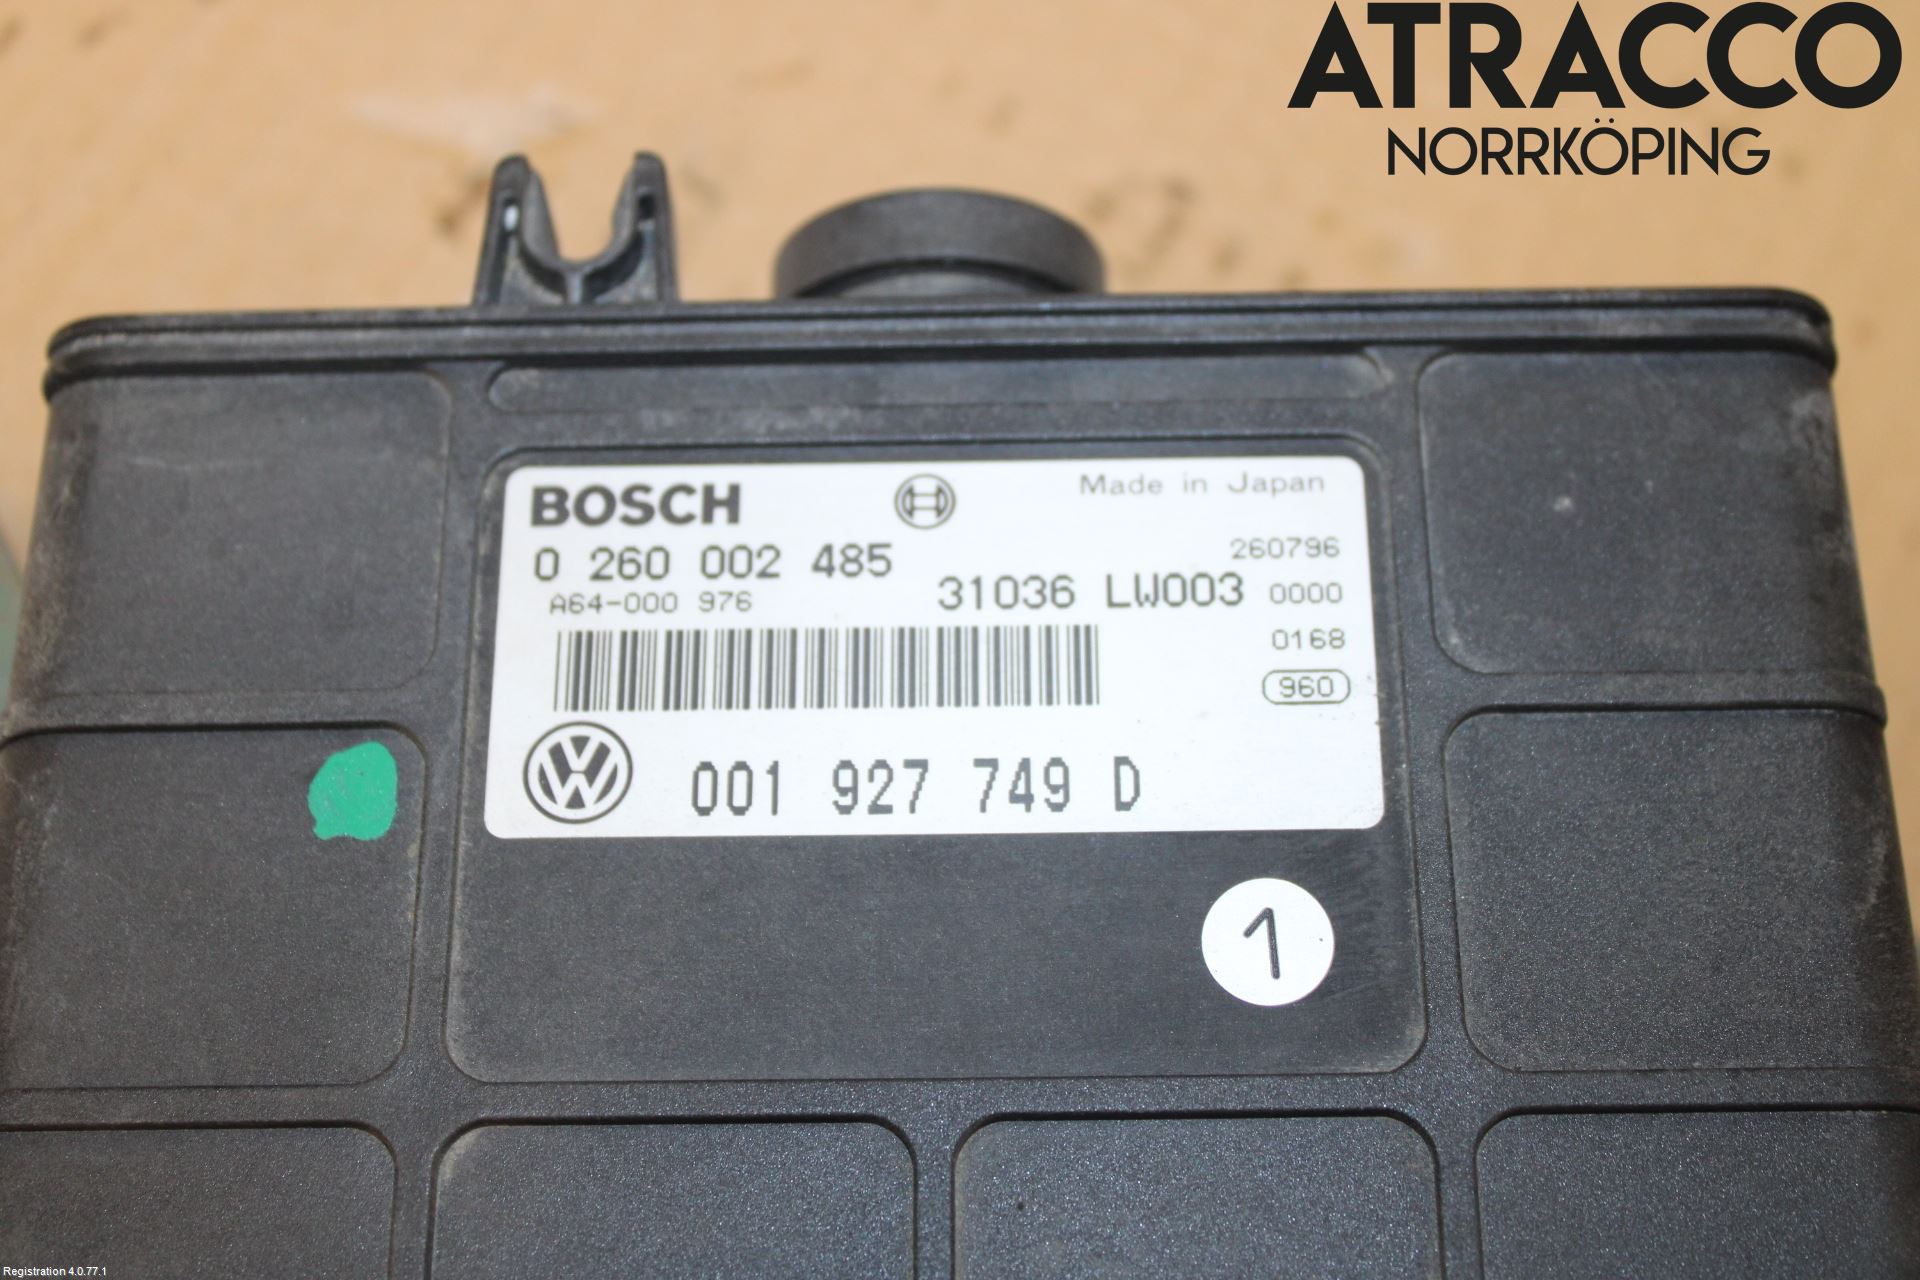 ATRACCO
NORRKÖPING
BOSCH
Made in Japan
0 260 002 485
260796
A64-000 976
31036 LW003
0000
0168
960
001 927 749 D
1
Registration 4.0.77.1